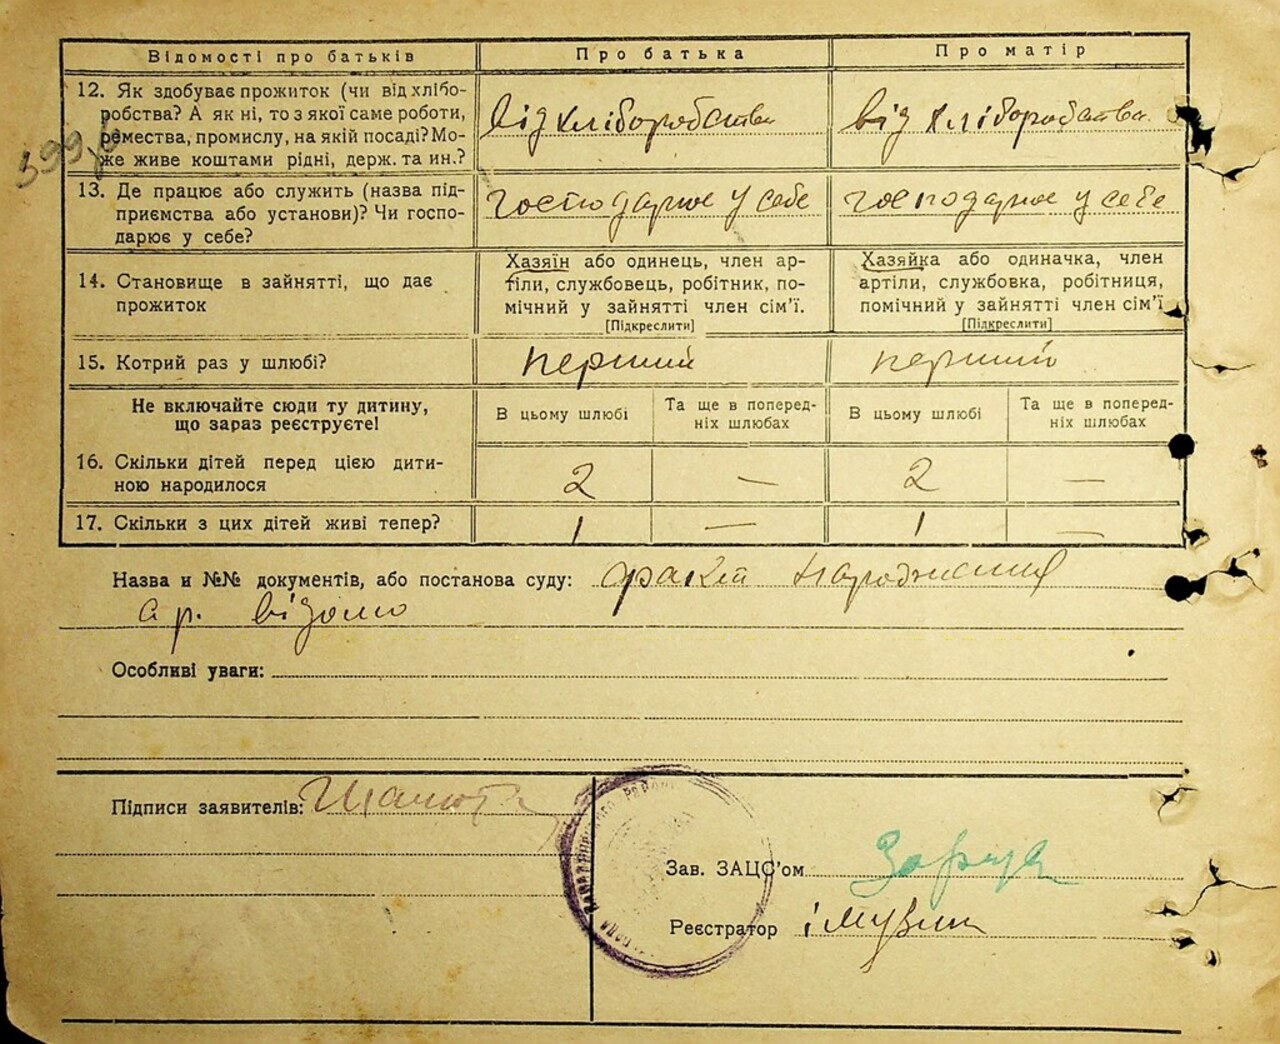 Відомості про батьків Про батька Про матір
12. Як здобуває прожиток (чи від хлібо-
робства? А як ні, то з якої саме роботи,
ремества, промислу, на якій посаді? Мо-
же живе коштами рідні, держ. та ин.?
від хліборобства від хліборобства
399
13. Де працює або служить (назва під-
приємства або установи)? Чи госпо-
дарює у себе?
господарює у себе господарює у себе
14. Становище в зайнятті, що дає
прожиток
Хазяїн або одинець, член ар-
тіли, службовець, робітник, по-
мічний у зайнятті член сім'ї.
[Підкреслити]
Хазяйка або одиначка, член
артіли, службовка, робітниця,
помічний у зайнятті член сім'ї
[Підкреслити]
15. Котрий раз у шлюбі? перший перший
Не включайте сюди ту дитину,
що зараз реєструєте!
В цьому шлюбі
Та ще в поперед-
ніх шлюбах
В цьому шлюбі
Та ще в поперед-
ніх шлюбах
16. Скільки дітей перед цією дити-
ною народилося
2 — 2 —
17. Скільки з цих дітей живі тепер? 1 — 1 —
Назва и №№ документів, або постанова суду: факт народження
с р. відомо
Особливі уваги:
Підписи заявителів:
Зав. ЗАЦС'ом
Реєстратор